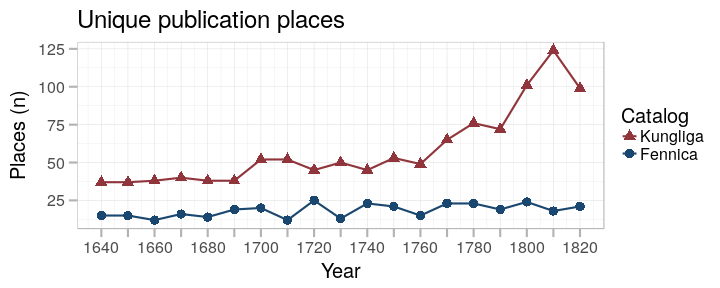 Unique publication places
125
100
75
50
25
Places (n)
1640 1660 1680 1700 1720 1740 1760 1780 1800 1820
Year
Catalog
Kungliga
Fennica